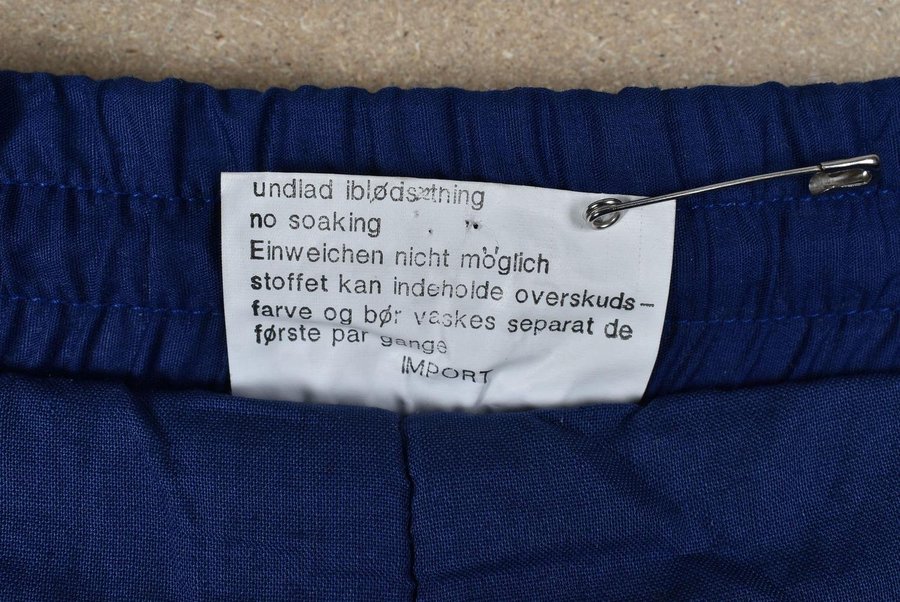 undlad iblødsætning
no soaking
Einweichen nicht möglich
stoffet kan indeholde overskuds-
farve og bør vaskes separat de
første par gange
IMPORT